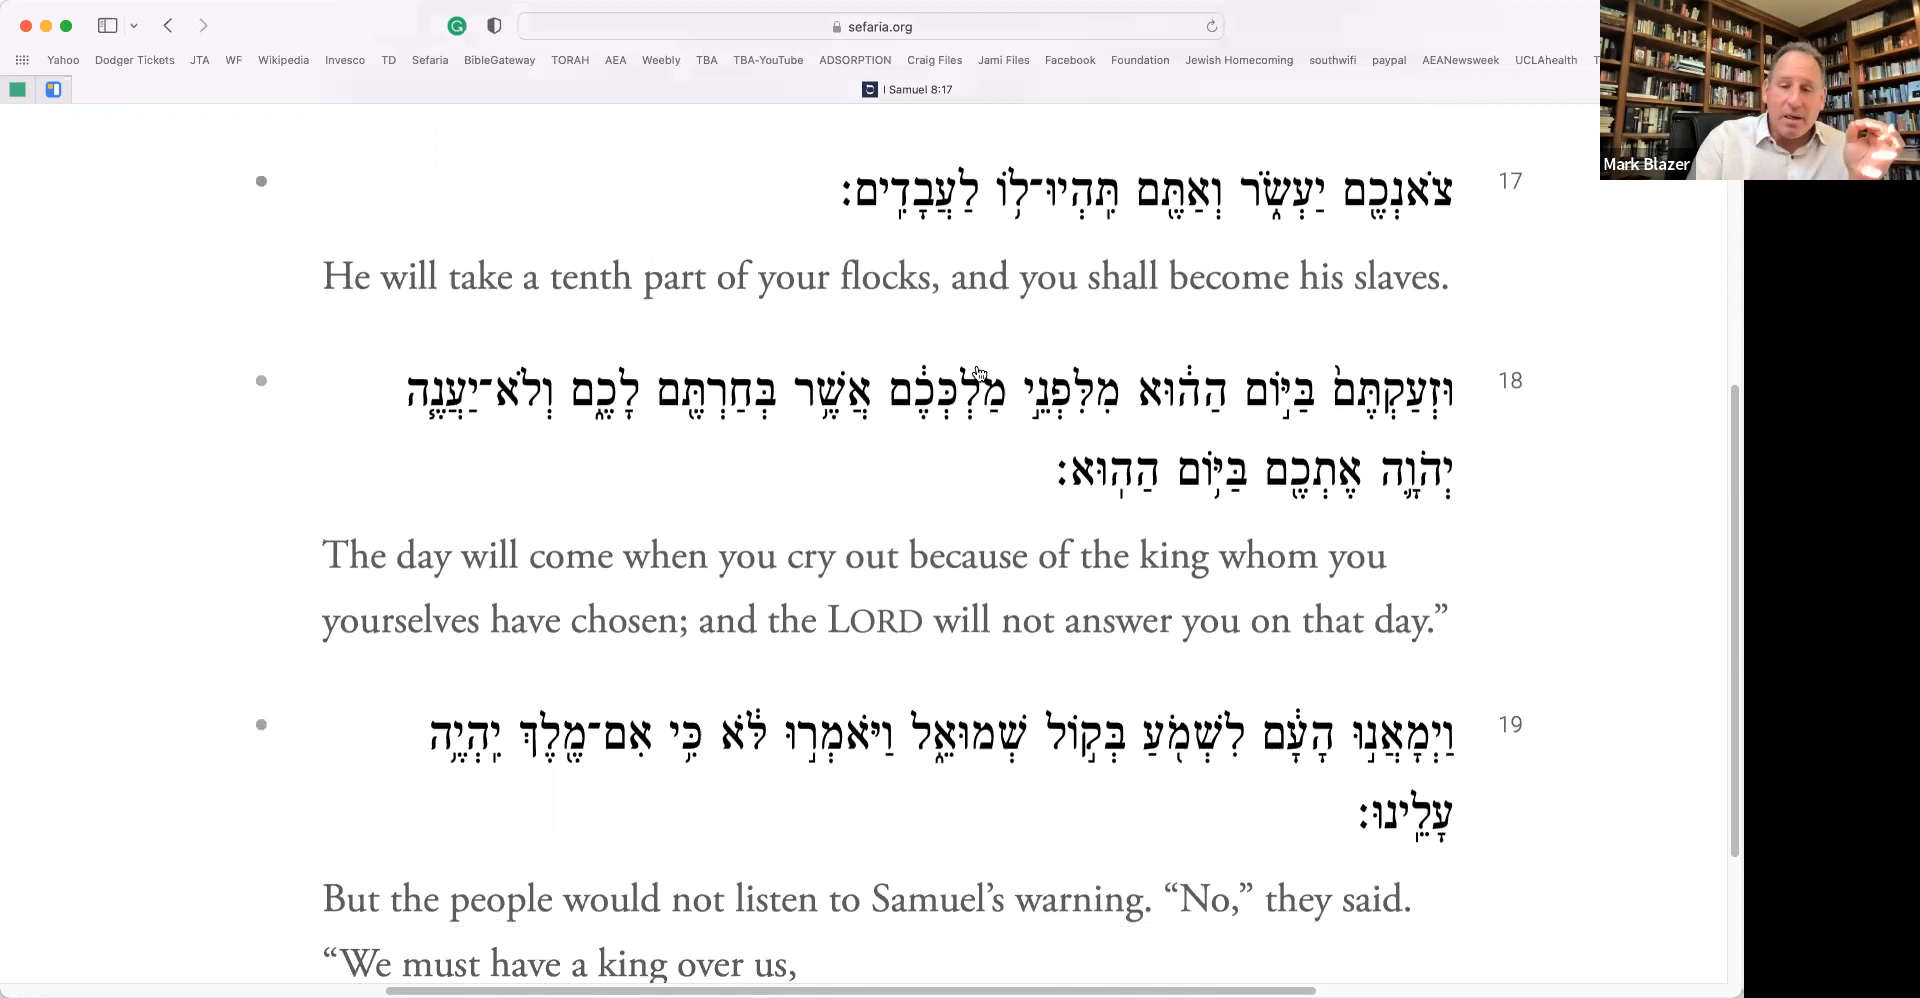 sefaria.org
Yahoo Dodger Tickets JTA WF Wikipedia Invesco TD Sefaria BibleGateway TORAH AEA Weebly TBA TBA-YouTube ADSORPTION Craig Files Jami Files Facebook Foundation Jewish Homecoming southwifi paypal AEANewsweek UCLAhealth T
I Samuel 8:17
Mark Blazer
17
צֹאנְכֶ֖ם יַעְשֹׂ֑ר וְאַתֶּ֖ם תִּֽהְיוּ־ל֥וֹ לַעֲבָדִֽים׃
He will take a tenth part of your flocks, and you shall become his slaves.
18
וּזְעַקְתֶּם֙ בַּיּ֣וֹם הַה֔וּא מִלִּפְנֵ֣י מַלְכְּכֶ֔ם אֲשֶׁ֥ר בְּחַרְתֶּ֖ם לָכֶ֑ם וְלֹא־יַעֲנֶ֧ה
יְהֹוָ֛ה אֶתְכֶ֖ם בַּיּ֥וֹם הַהֽוּא׃
The day will come when you cry out because of the king whom you
yourselves have chosen; and the LORD will not answer you on that day.”
19
וַיְמָאֲנ֣וּ הָעָ֔ם לִשְׁמֹ֖עַ בְּק֣וֹל שְׁמוּאֵ֑ל וַיֹּאמְר֣וּ לֹּ֔א כִּ֥י אִם־מֶ֖לֶךְ יִֽהְיֶ֥ה
עָלֵֽינוּ׃
But the people would not listen to Samuel’s warning. “No,” they said.
“We must have a king over us,